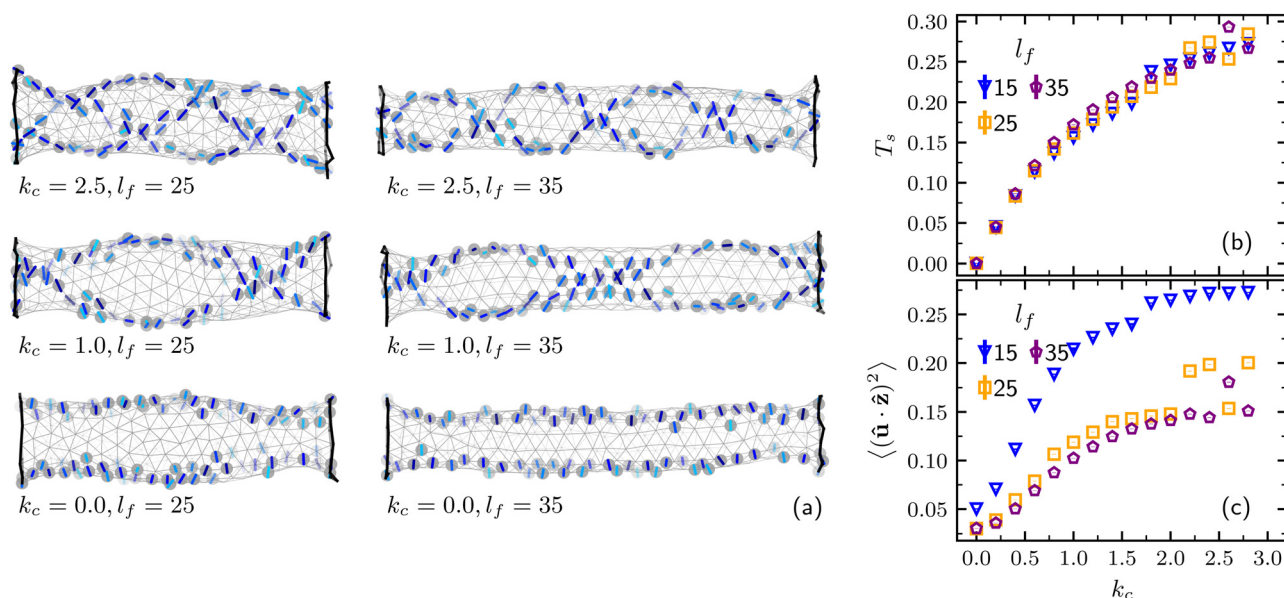 k_c = 2.5, l_f = 25
k_c = 2.5, l_f = 35
k_c = 1.0, l_f = 25
k_c = 1.0, l_f = 35
k_c = 0.0, l_f = 25
k_c = 0.0, l_f = 35
(a)
0.30
0.25
0.20
0.15
0.10
0.05
0.00
T_s
l_f
15 35
25
(b)
0.25
0.20
0.15
0.10
0.05
⟨(û · ẑ)²⟩
l_f
15 35
25
(c)
0.0 0.5 1.0 1.5 2.0 2.5 3.0
k_c